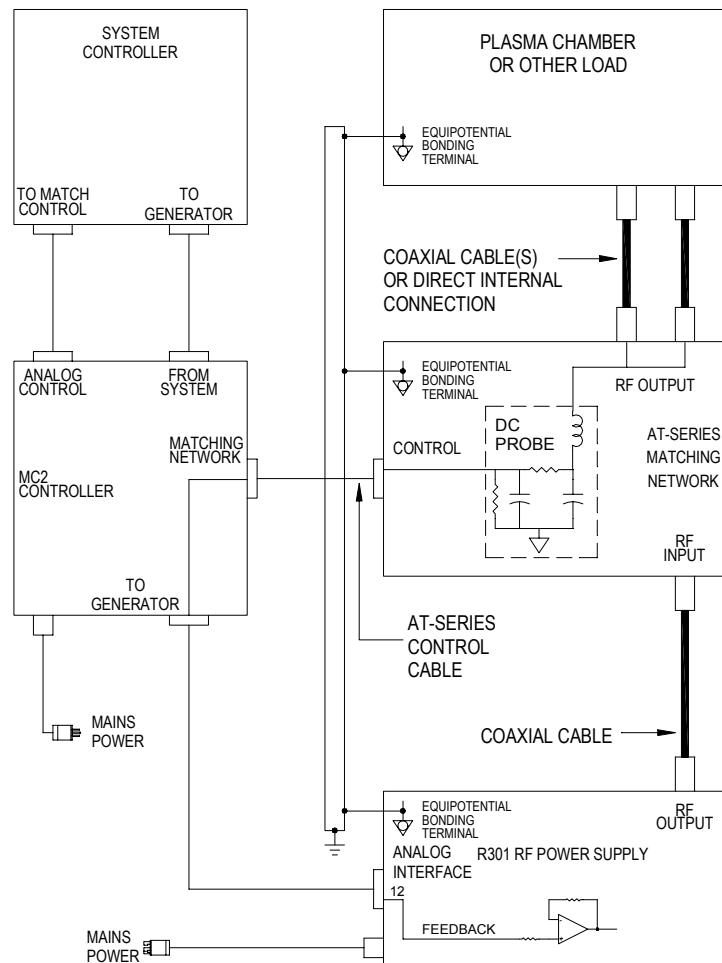 SYSTEM
CONTROLLER
TO MATCH
CONTROL
TO
GENERATOR
PLASMA CHAMBER
OR OTHER LOAD
EQUIPOTENTIAL
BONDING
TERMINAL
COAXIAL CABLE(S)
OR DIRECT INTERNAL
CONNECTION
ANALOG
CONTROL
FROM
SYSTEM
MATCHING
NETWORK
MC2
CONTROLLER
TO
GENERATOR
EQUIPOTENTIAL
BONDING
TERMINAL
RF OUTPUT
DC
PROBE
CONTROL
AT-SERIES
MATCHING
NETWORK
RF
INPUT
AT-SERIES
CONTROL
CABLE
MAINS
POWER
COAXIAL CABLE
EQUIPOTENTIAL
BONDING
TERMINAL
RF
OUTPUT
ANALOG
INTERFACE
R301 RF POWER SUPPLY
12
FEEDBACK
-
+
MAINS
POWER